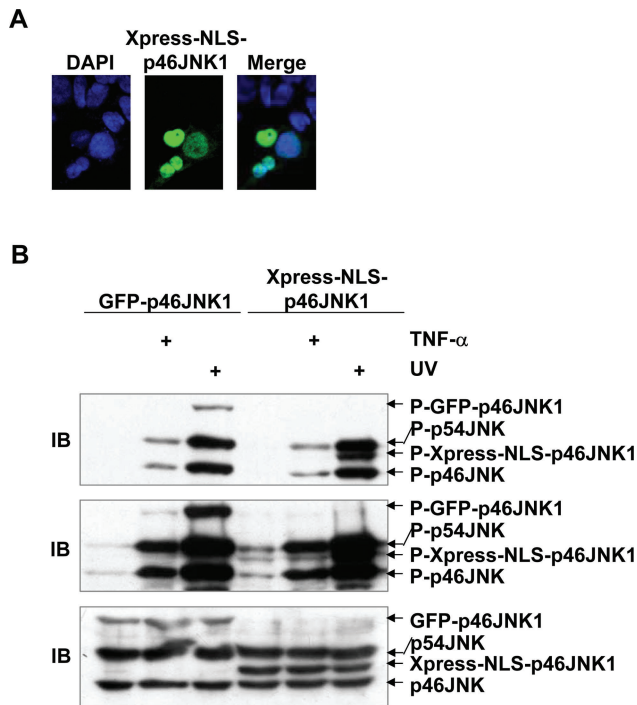 A
Xpress-NLS-
DAPI p46JNK1 Merge
B
Xpress-NLS-
GFP-p46JNK1 p46JNK1
+ + TNF-α
+ + UV
IB
P-GFP-p46JNK1
P-p54JNK
P-Xpress-NLS-p46JNK1
P-p46JNK
IB
P-GFP-p46JNK1
P-p54JNK
P-Xpress-NLS-p46JNK1
P-p46JNK
IB
GFP-p46JNK1
p54JNK
Xpress-NLS-p46JNK1
p46JNK